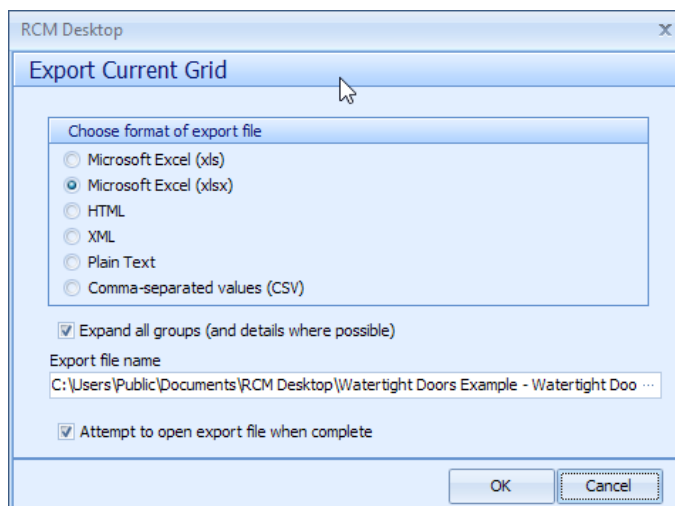 RCM Desktop
Export Current Grid
Choose format of export file
Microsoft Excel (xls)
Microsoft Excel (xlsx)
HTML
XML
Plain Text
Comma-separated values (CSV)
Expand all groups (and details where possible)
Export file name
C:\Users\Public\Documents\RCM Desktop\Watertight Doors Example - Watertight Doo ...
Attempt to open export file when complete
OK Cancel